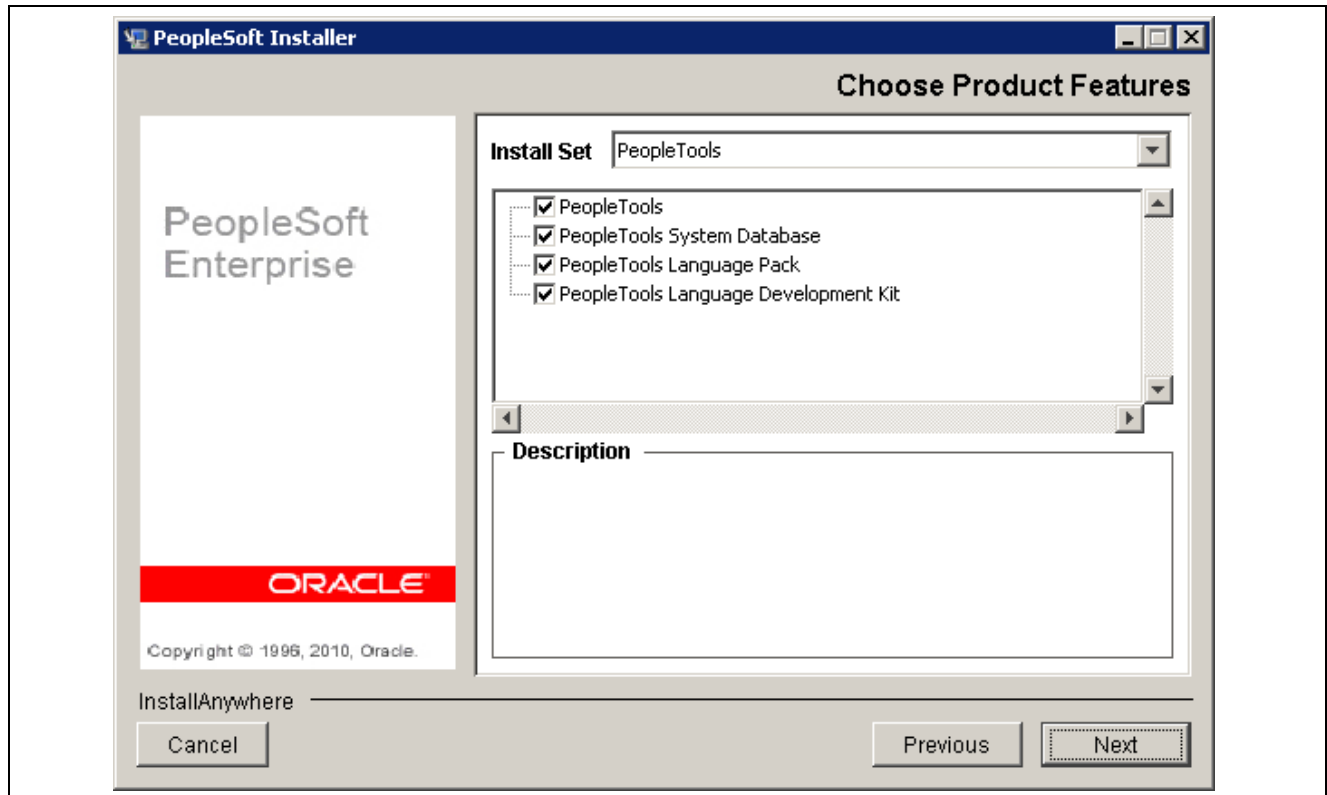 PeopleSoft Installer
Choose Product Features
PeopleSoft
Enterprise
ORACLE
Copyright © 1996, 2010, Oracle.
Install Set PeopleTools
PeopleTools
PeopleTools System Database
PeopleTools Language Pack
PeopleTools Language Development Kit
Description
InstallAnywhere
Cancel Previous Next